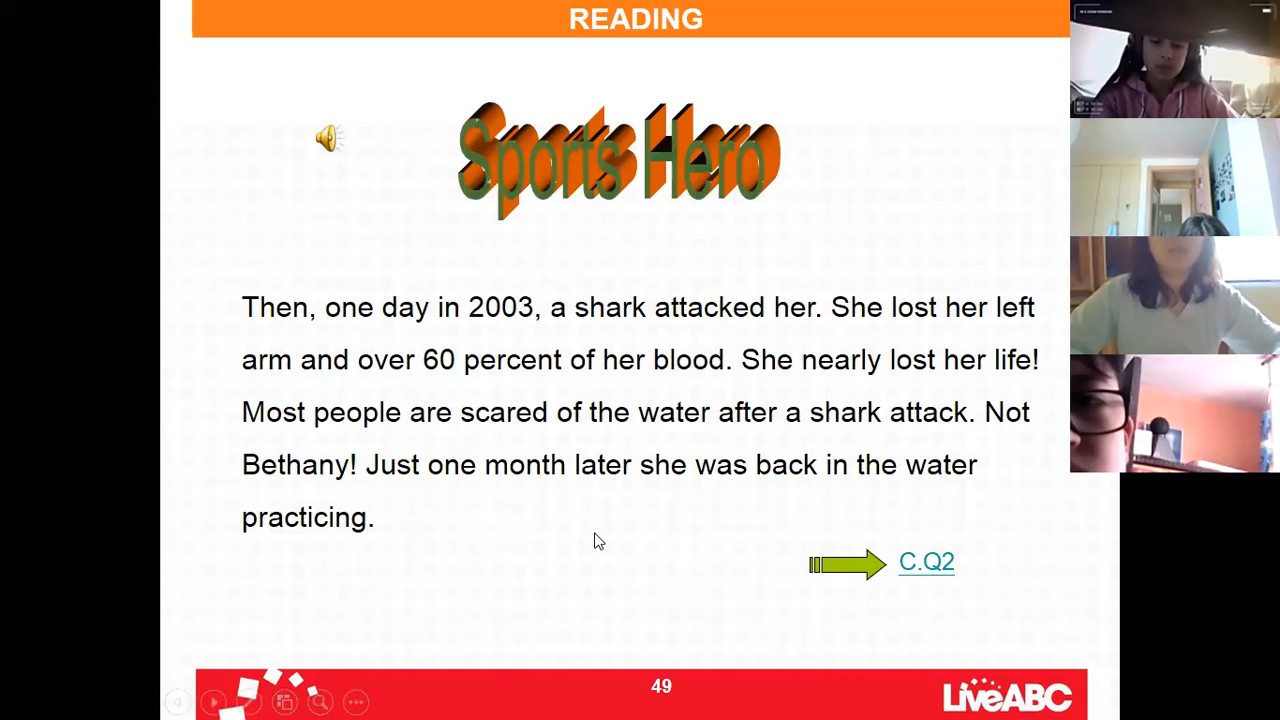 READING
Sports Hero
Then, one day in 2003, a shark attacked her. She lost her left
arm and over 60 percent of her blood. She nearly lost her life!
Most people are scared of the water after a shark attack. Not
Bethany! Just one month later she was back in the water
practicing.
C.Q2
49
LiveABC